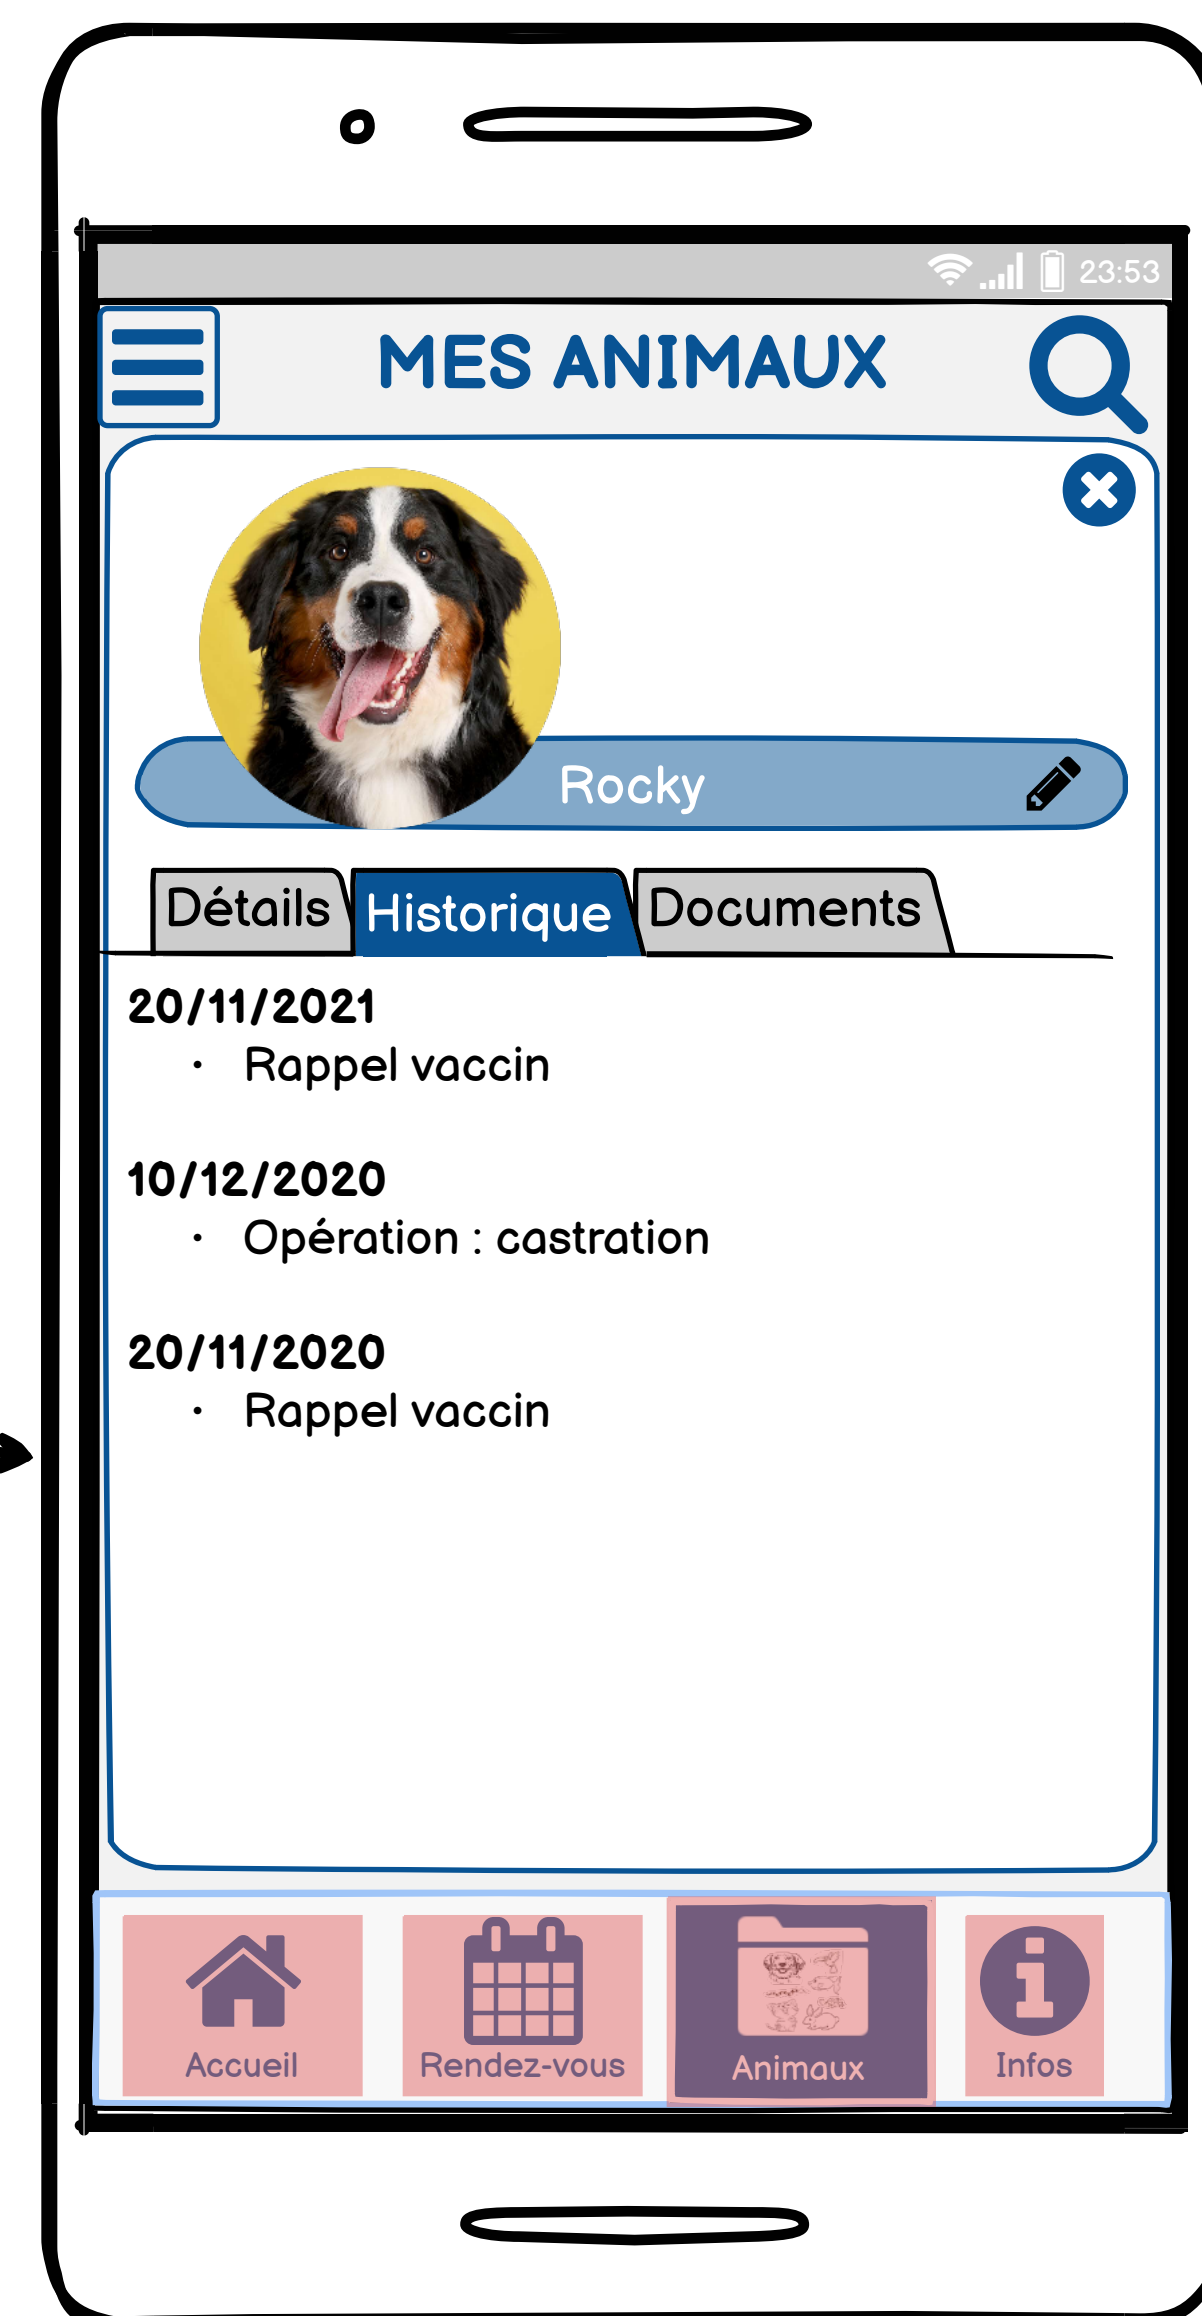 23:53
MES ANIMAUX
Rocky
Détails Historique Documents
20/11/2021
· Rappel vaccin
10/12/2020
· Opération : castration
20/11/2020
· Rappel vaccin
Accueil Rendez-vous Animaux Infos